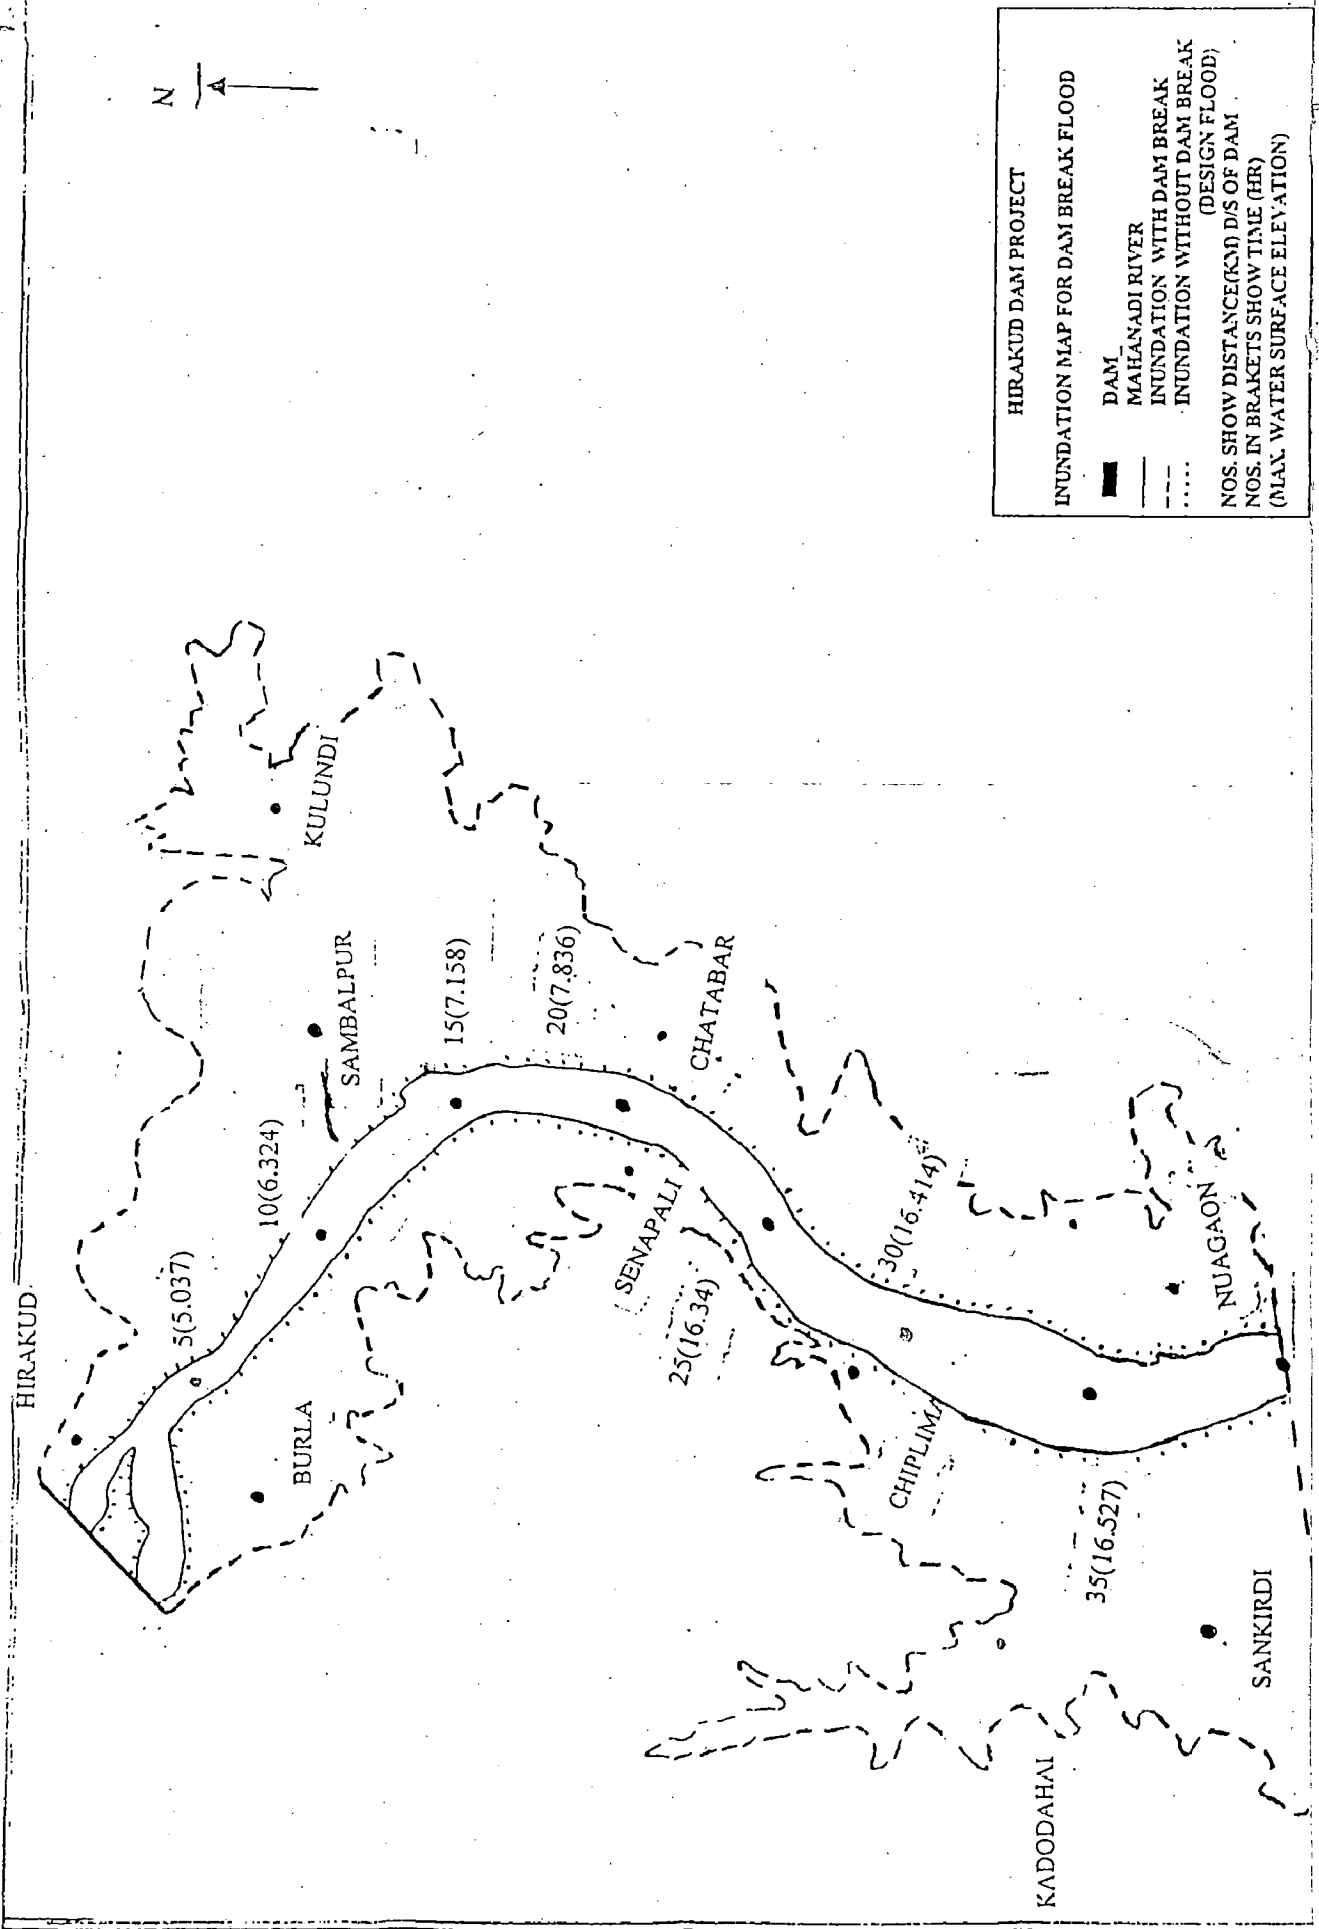 N
HIRAKUD
5(5.037)
10(6.324)
KULUNDI
BURLA
SAMBALPUR
15(7.158)
20(7.836)
SENAPALI
CHATABAR
25(16.34)
30(16.414)
CHIPLIMA
NUAGAON
35(16.527)
KADODAHAI
SANKIRDI
HIRAKUD DAM PROJECT
INUNDATION MAP FOR DAM BREAK FLOOD
DAM
MAHANADI RIVER
INUNDATION WITH DAM BREAK
INUNDATION WITHOUT DAM BREAK
(DESIGN FLOOD)
NOS. SHOW DISTANCE(KM) D/S OF DAM
NOS. IN BRAKETS SHOW TIME (HR)
(MAX. WATER SURFACE ELEVATION)